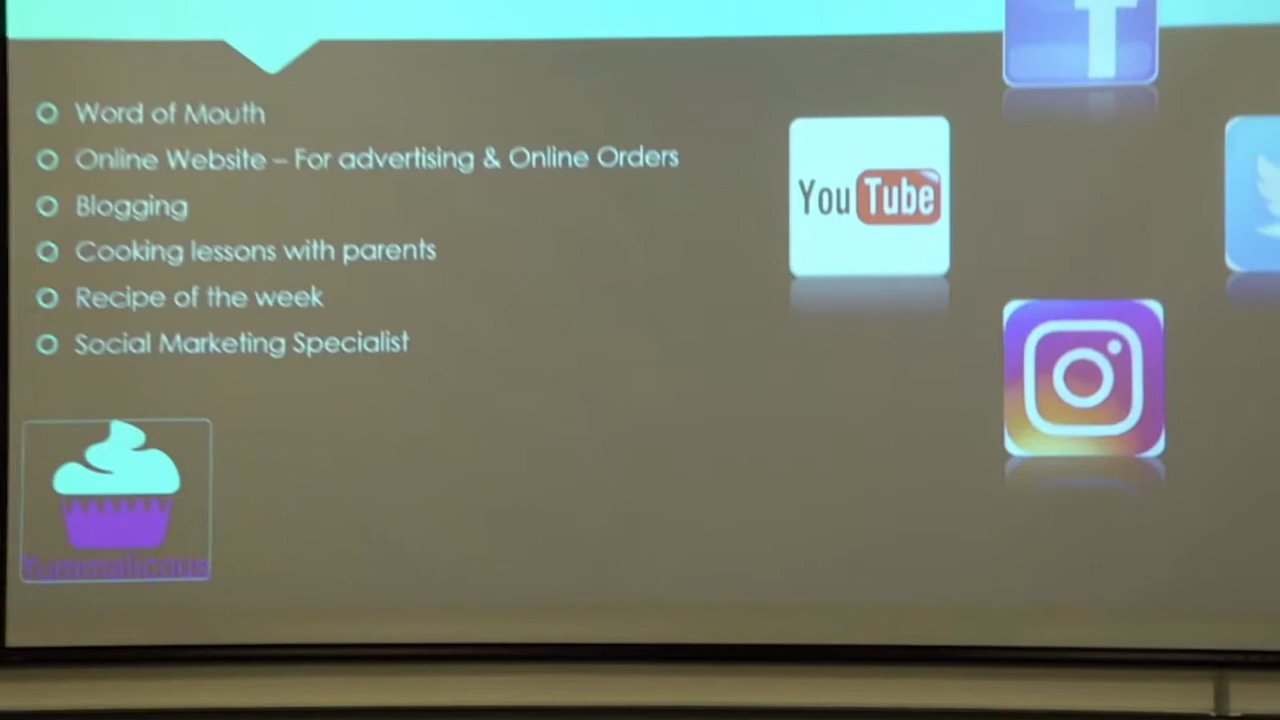 Word of Mouth
Online Website – For advertising & Online Orders
Blogging
Cooking lessons with parents
Recipe of the week
Social Marketing Specialist
f
YouTube
Yummalicous